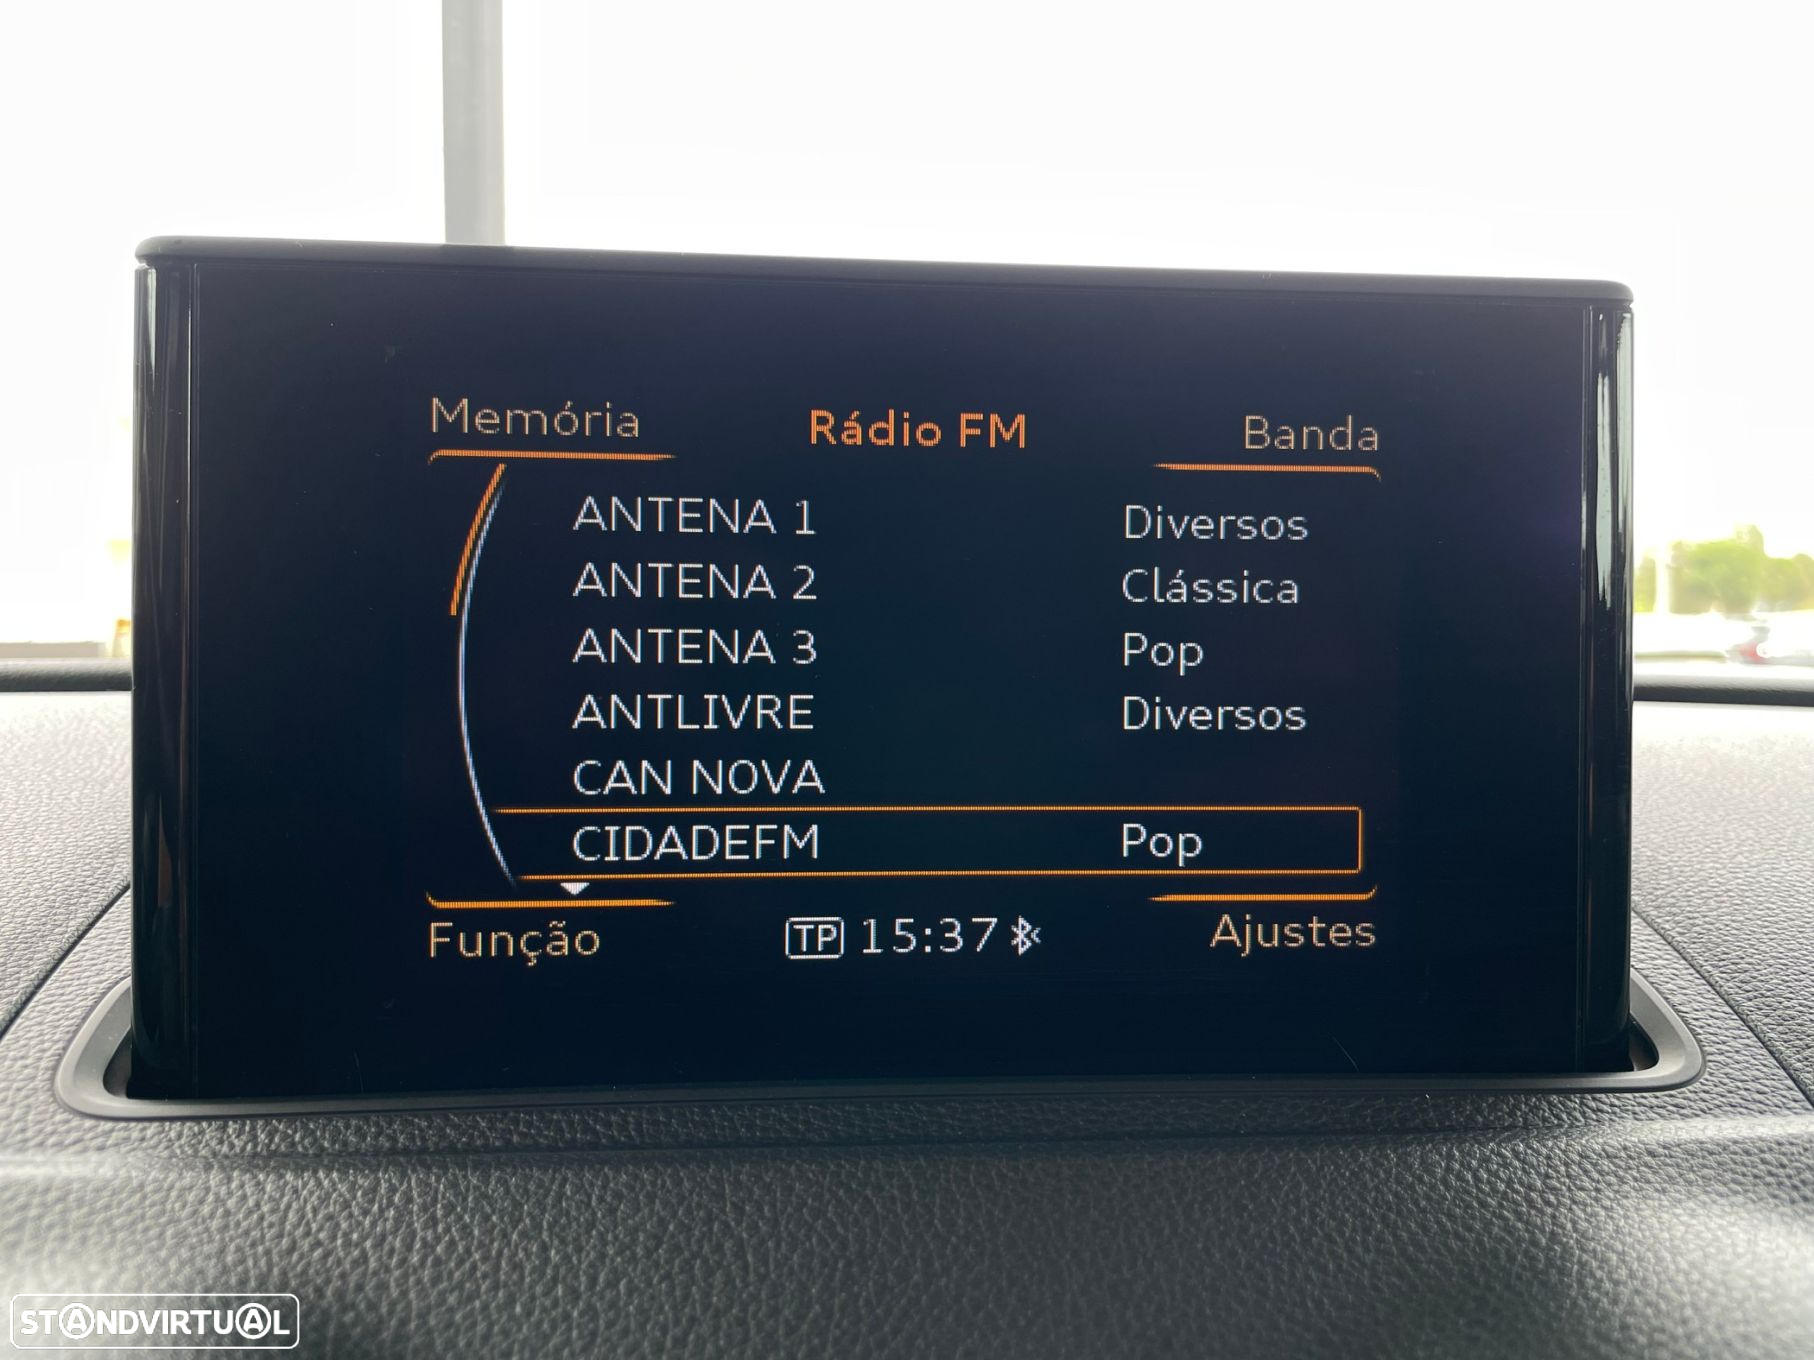 Memória Rádio FM Banda
ANTENA 1 Diversos
ANTENA 2 Clássica
ANTENA 3 Pop
ANTLIVRE Diversos
CAN NOVA
CIDADEFM Pop
Função TP 15:37 Ajustes
STANDVIRTUAL